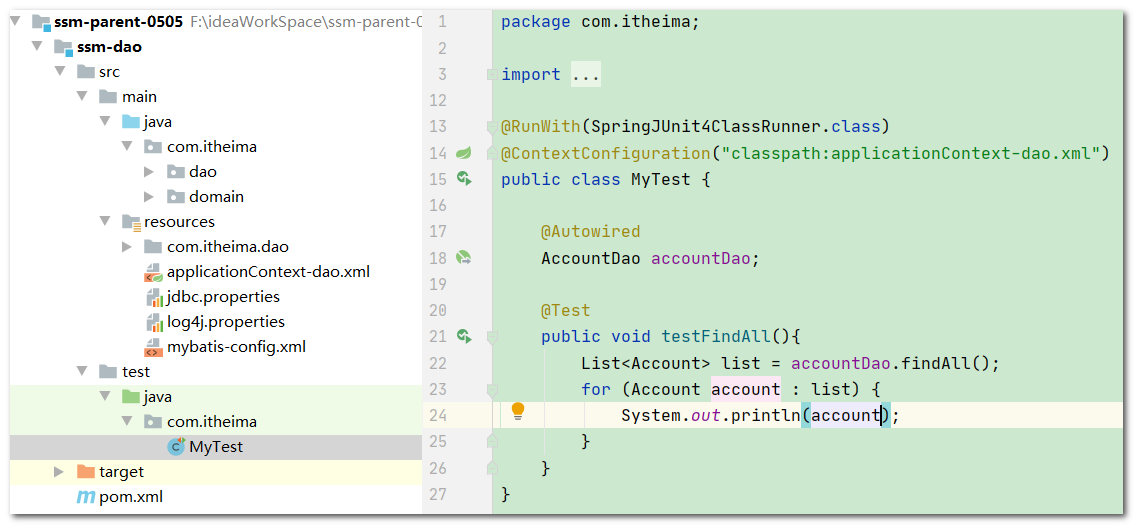 ssm-parent-0505 F:\ideaWorkSpace\ssm-parent-0
ssm-dao
src
main
java
com.itheima
dao
domain
resources
com.itheima.dao
applicationContext-dao.xml
jdbc.properties
log4j.properties
mybatis-config.xml
test
java
com.itheima
MyTest
target
pom.xml
1 package com.itheima;
2
3 import ...
12
13 @RunWith(SpringJUnit4ClassRunner.class)
14 @ContextConfiguration("classpath:applicationContext-dao.xml")
15 public class MyTest {
16
17 @Autowired
18 AccountDao accountDao;
19
20 @Test
21 public void testFindAll(){
22 List<Account> list = accountDao.findAll();
23 for (Account account : list) {
24 System.out.println(account);
25 }
26 }
27 }